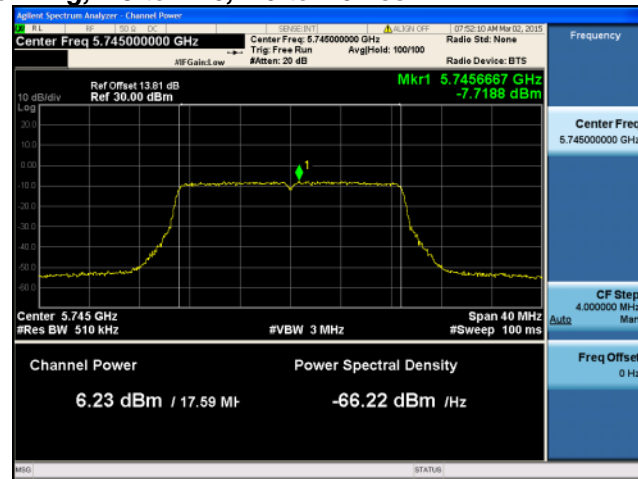 Agilent Spectrum Analyzer - Channel Power
RL RF 50 Ω DC SENSE:INT ALIGN OFF 07:52:10 AM Mar 02, 2015
Center Freq 5.745000000 GHz Center Freq: 5.745000000 GHz Radio Std: None Frequency
Trig: Free Run Avg|Hold: 100/100
#IFGain:Low #Atten: 20 dB Radio Device: BTS
Ref Offset 13.81 dB Mkr1 5.7456667 GHz
10 dB/div Ref 30.00 dBm -7.7188 dBm
Log
20.0
10.0
0.00
-10.0
-20.0
-30.0
-40.0
-50.0
-60.0
1
Center Freq
5.745000000 GHz
Center 5.745 GHz Span 40 MHz
#Res BW 510 kHz #VBW 3 MHz #Sweep 100 ms
CF Step
4.000000 MHz
Auto Man
Channel Power Power Spectral Density
6.23 dBm / 17.59 MH -66.22 dBm /Hz
Freq Offset
0 Hz
MSG STATUS